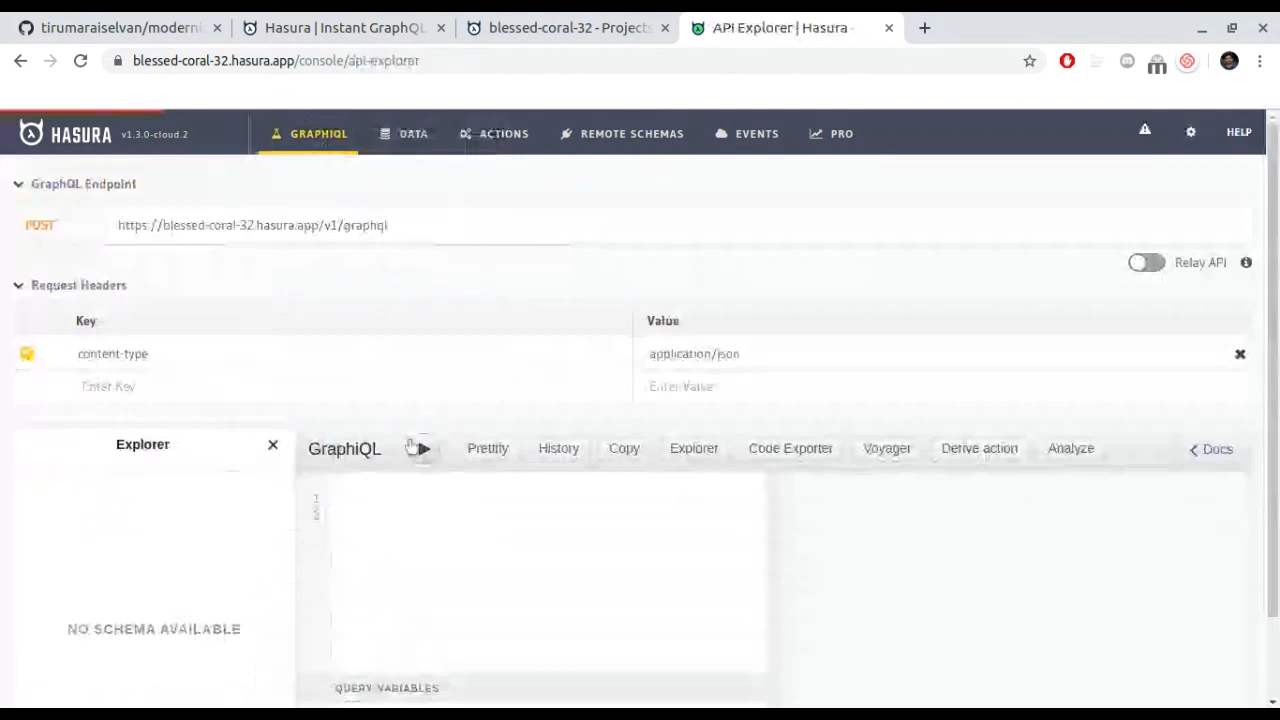 tirumaraiselvan/moderni
Hasura | Instant GraphQL
blessed-coral-32 - Projects
API Explorer | Hasura
blessed-coral-32.hasura.app/console/api-explorer
HASURA v1.3.0-cloud.2 GRAPHIQL DATA ACTIONS REMOTE SCHEMAS EVENTS PRO HELP
GraphQL Endpoint
POST https://blessed-coral-32.hasura.app/v1/graphql
Relay API
Request Headers
Key Value
content-type application/json
Enter Key Enter Value
Explorer GraphiQL Prettify History Copy Explorer Code Exporter Voyager Derive action Analyze Docs
1
2
NO SCHEMA AVAILABLE
QUERY VARIABLES